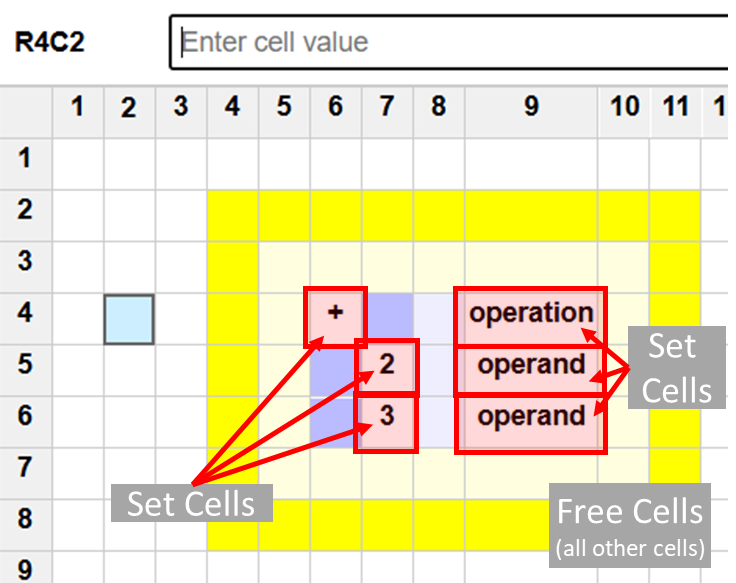 R4C2 Enter cell value
1 2 3 4 5 6 7 8 9 10 11 1
1
2
3
4 + operation
5 2 operand
6 3 operand
7
8
9
Set
Cells
Set Cells
Free Cells
(all other cells)